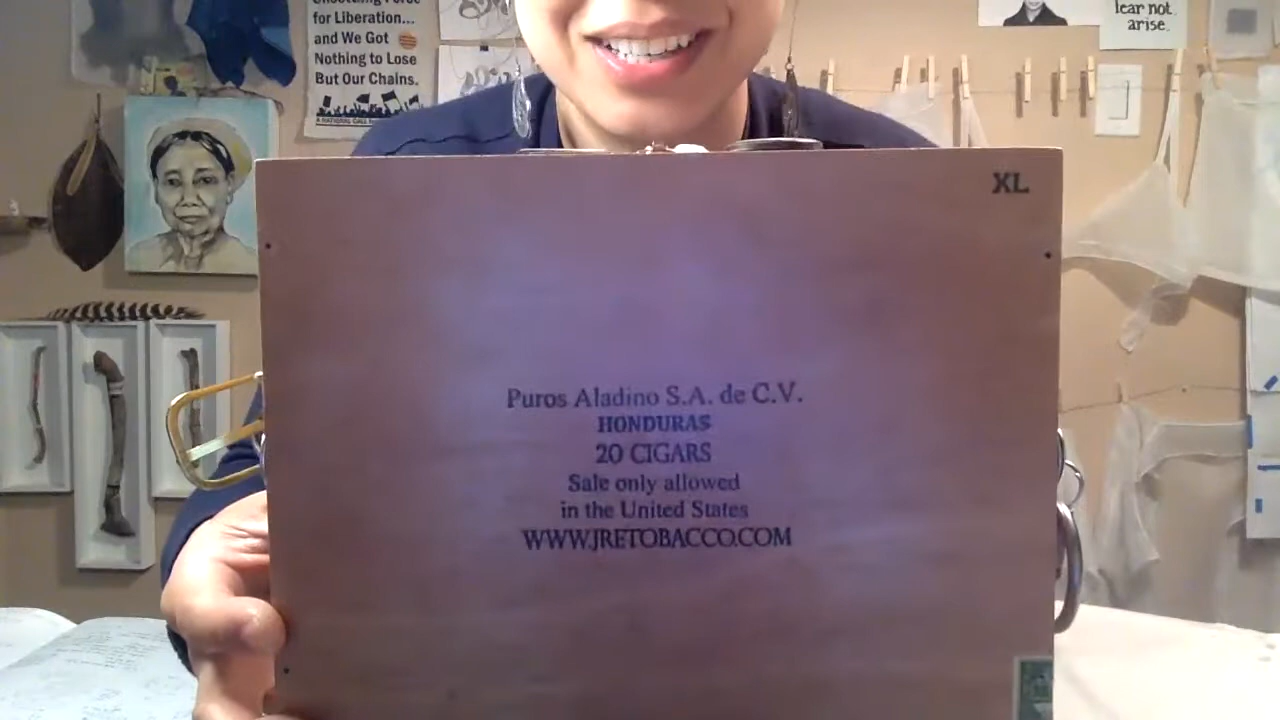 for Liberation...
and We Got
Nothing to Lose
But Our Chains.
fear not
arise.
XL
Puros Aladino S.A. de C.V.
HONDURAS
20 CIGARS
Sale only allowed
in the United States
WWW.JRETOBACCO.COM